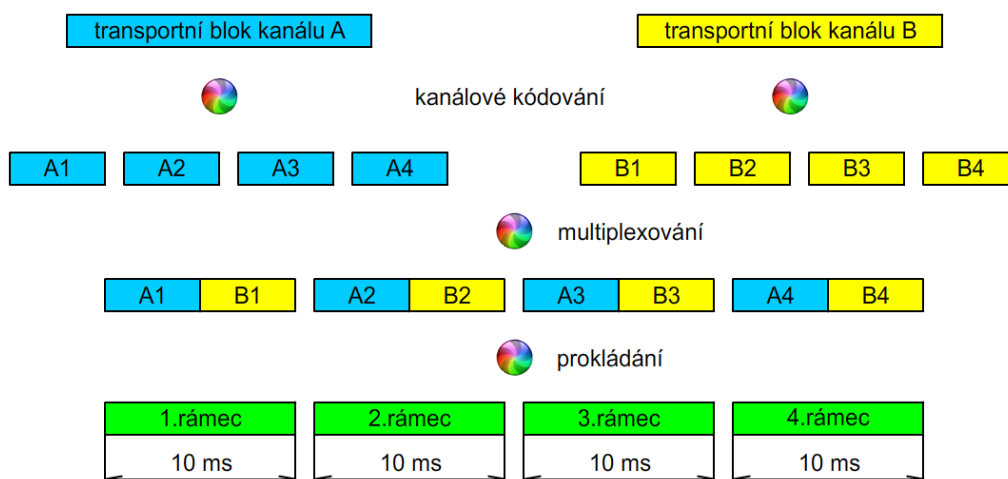 transportní blok kanálu A transportní blok kanálu B
kanálové kódování
A1 A2 A3 A4 B1 B2 B3 B4
multiplexování
A1 B1 A2 B2 A3 B3 A4 B4
prokládání
1.rámec 2.rámec 3.rámec 4.rámec
10 ms 10 ms 10 ms 10 ms